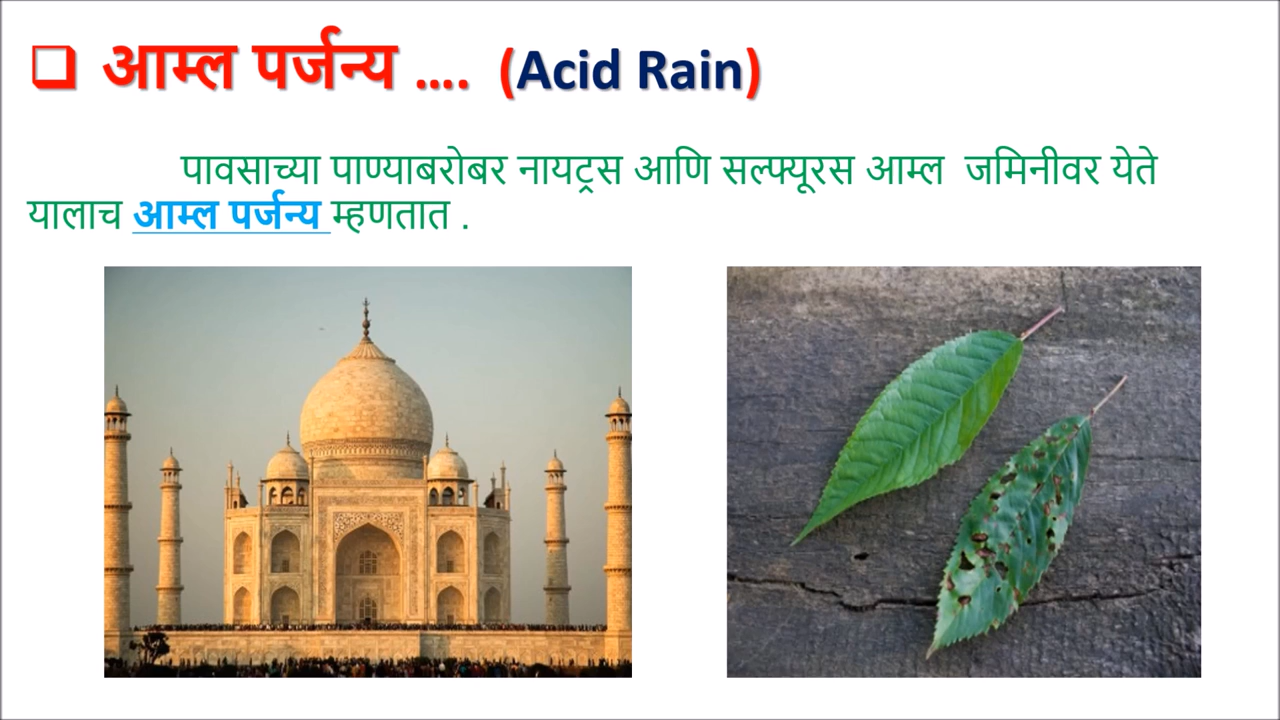 ❑ आम्ल पर्जन्य .... (Acid Rain)
पावसाच्या पाण्याबरोबर नायट्रस आणि सल्फ्यूरस आम्ल जमिनीवर येते
यालाच आम्ल पर्जन्य म्हणतात .